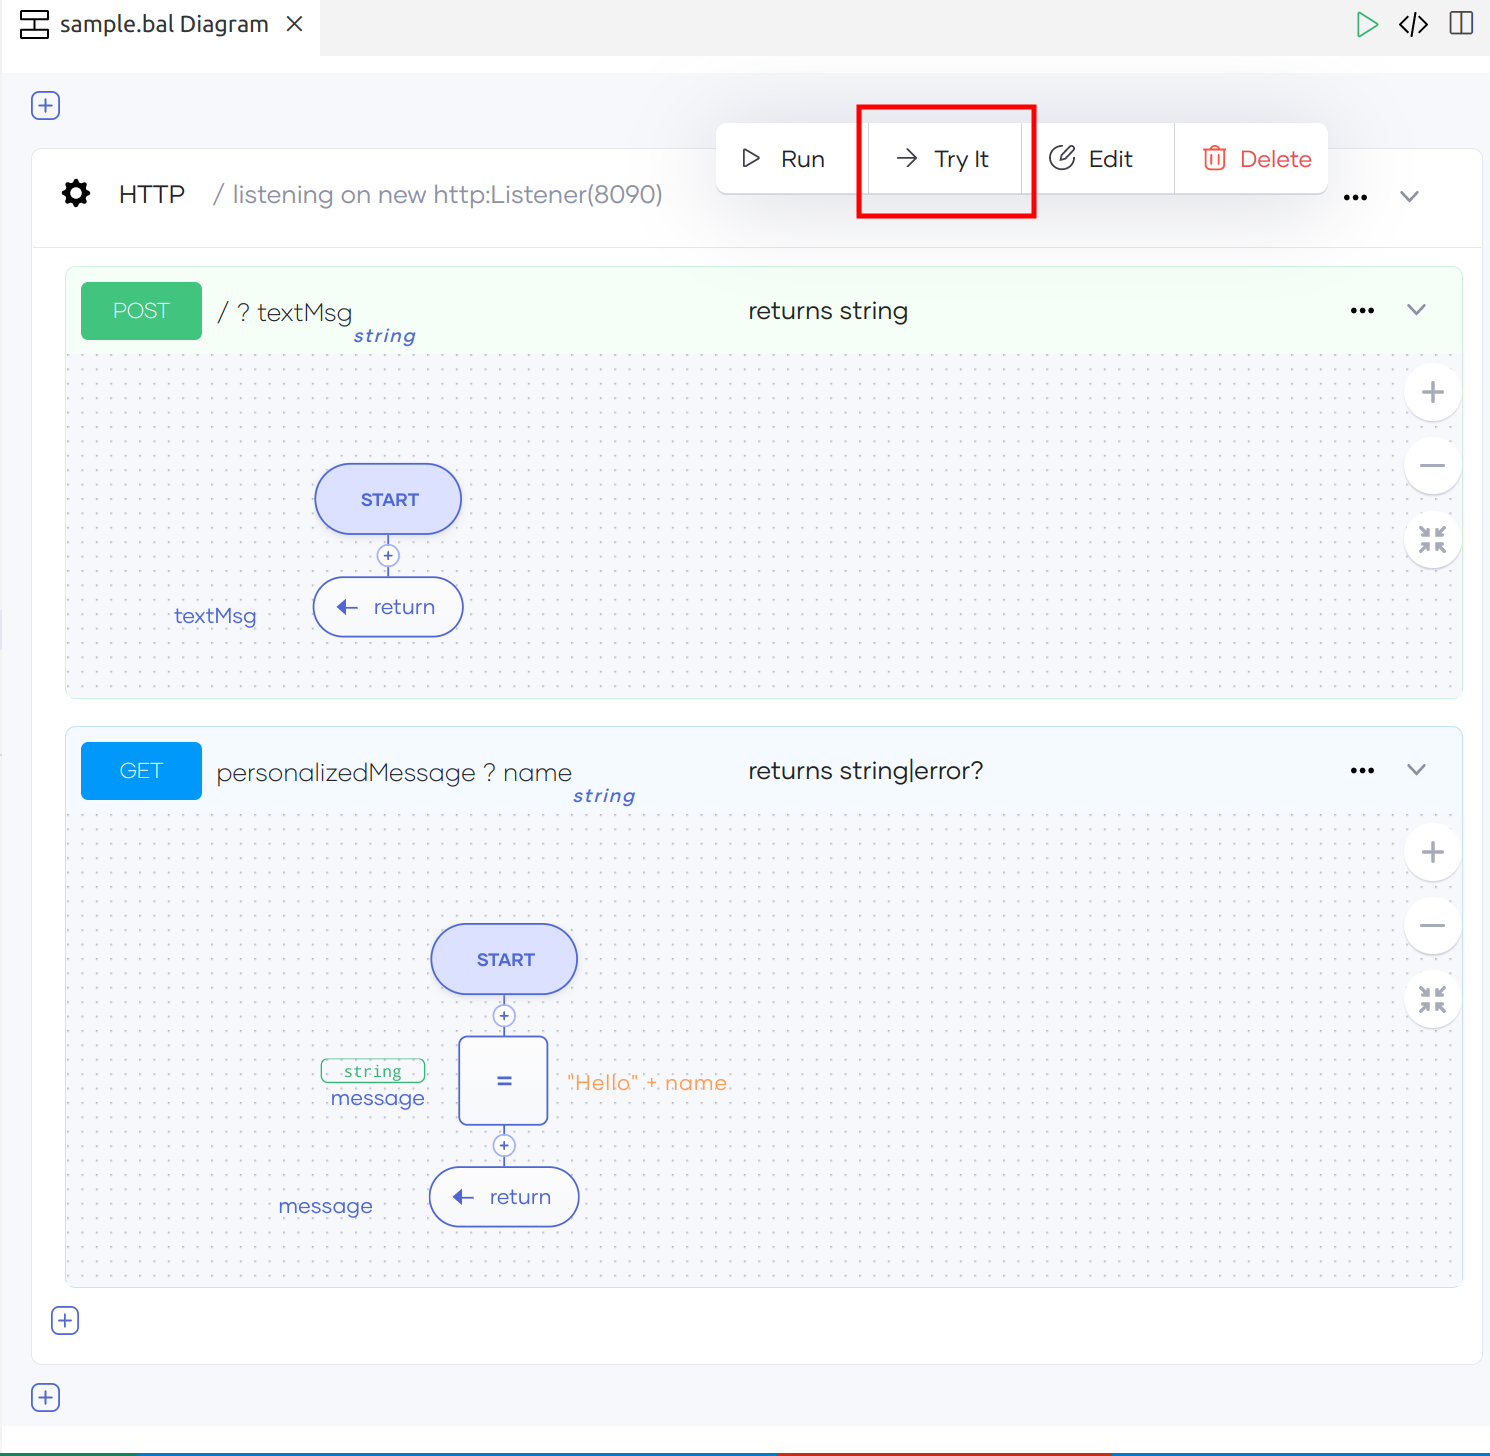 sample.bal Diagram
Run
Try It
Edit
Delete
HTTP / listening on new http:Listener(8090)
POST / ? textMsg string returns string
START
textMsg return
GET personalizedMessage ? name string returns string|error?
START
string
message = "Hello" + name
message return